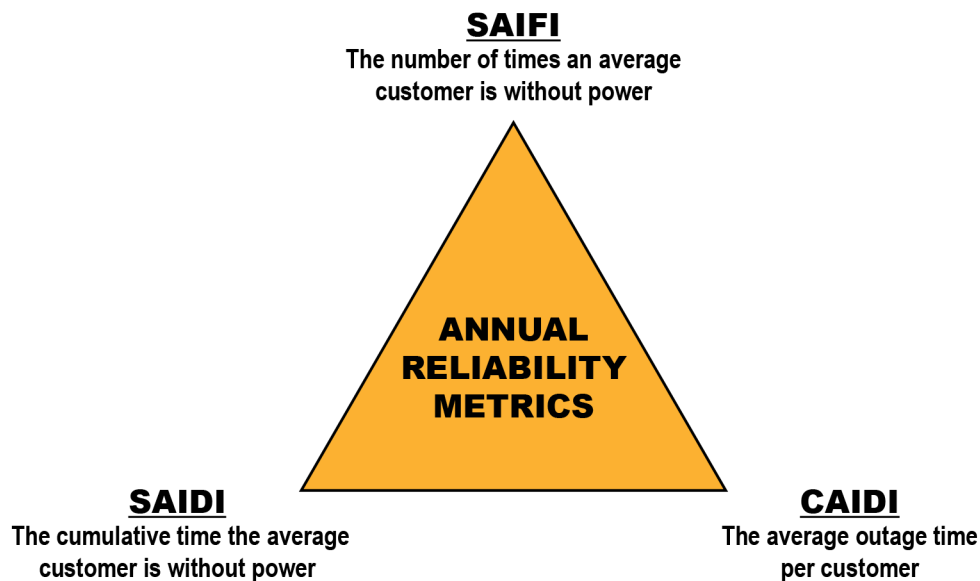 SAIFI
The number of times an average
customer is without power
ANNUAL
RELIABILITY
METRICS
SAIDI
The cumulative time the average
customer is without power
CAIDI
The average outage time
per customer